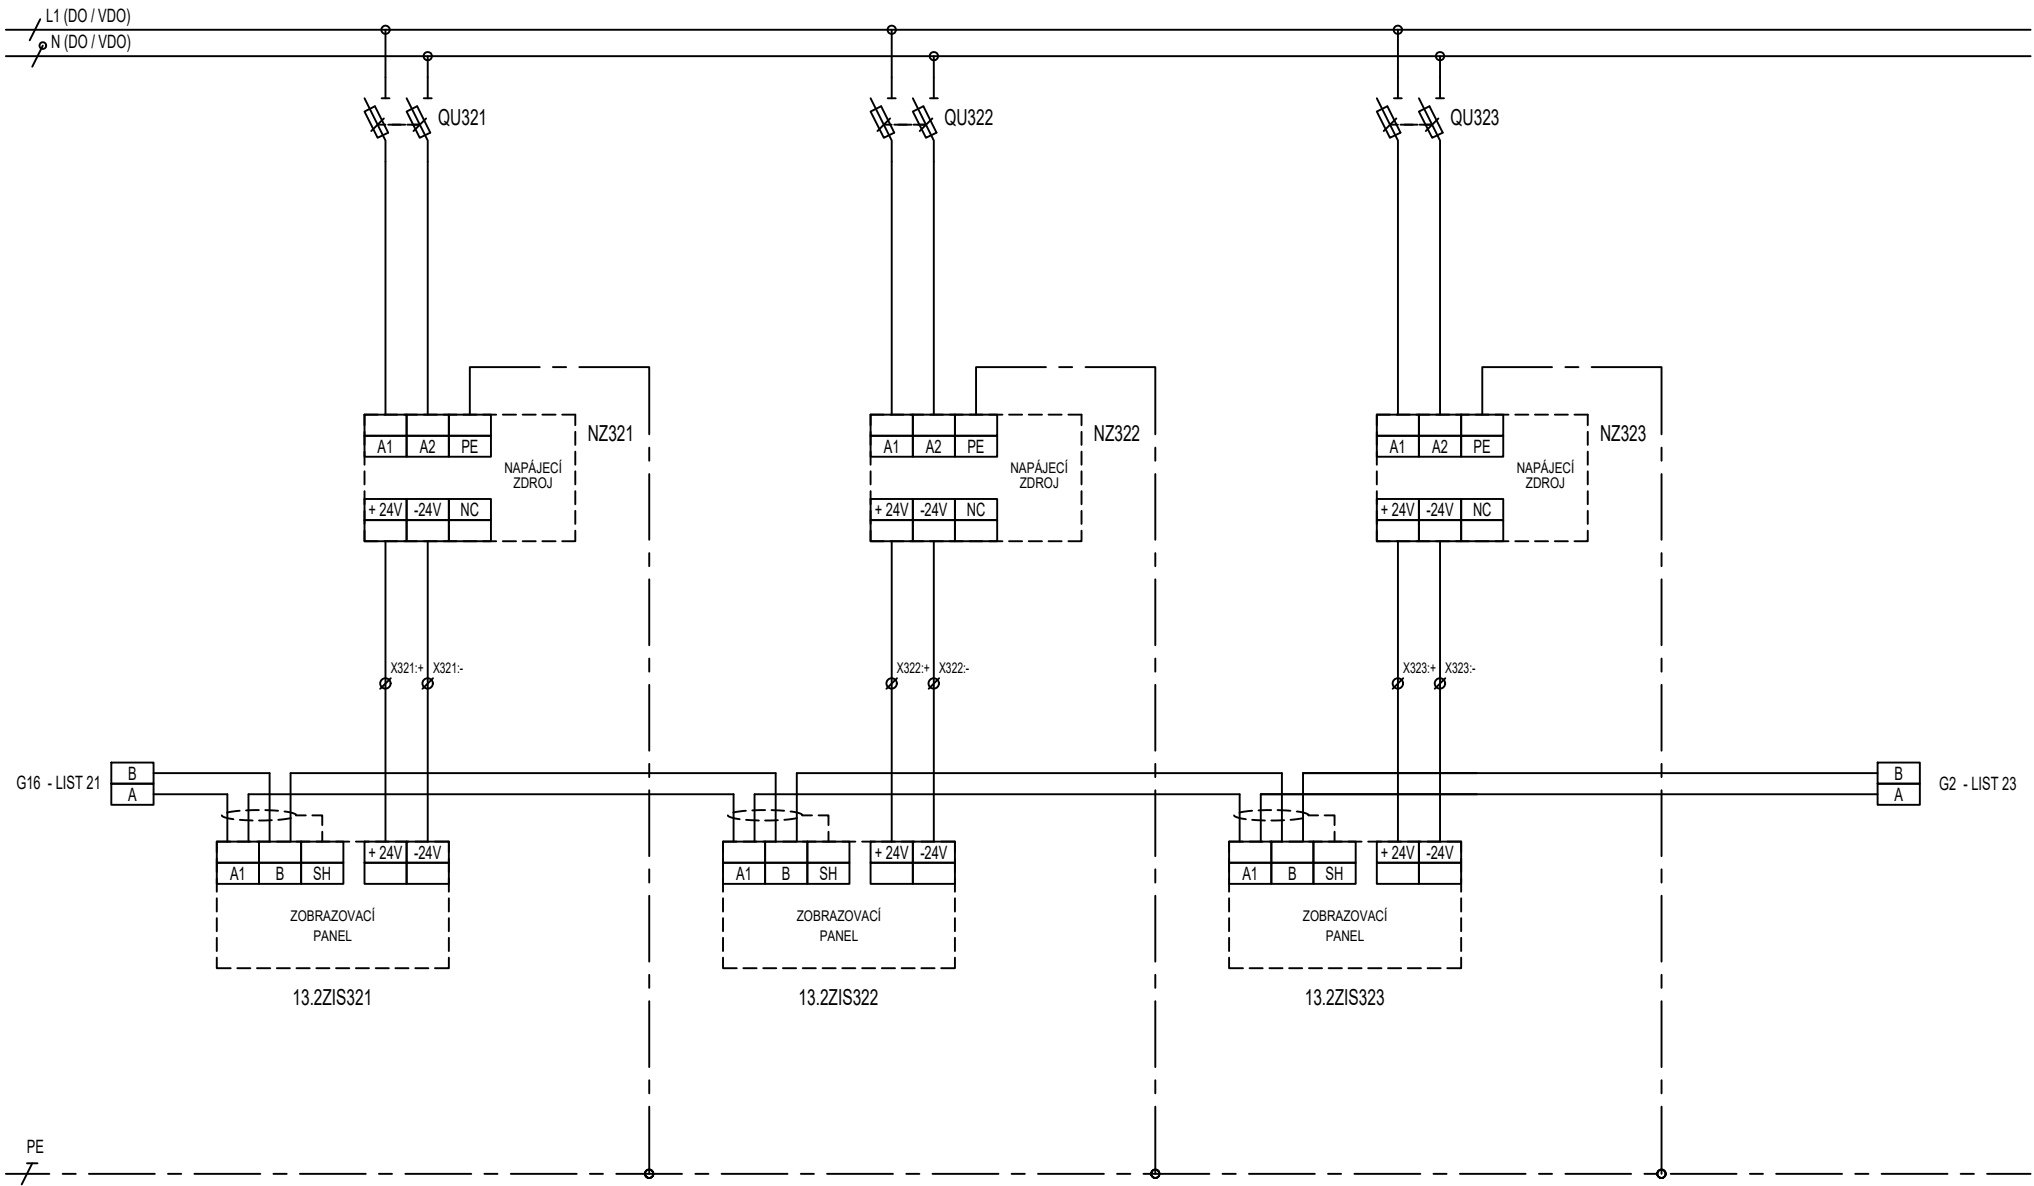 L1 (DO / VDO)
N (DO / VDO)
QU321
QU322
QU323
NZ321
NZ322
NZ323
A1 A2 PE
A1 A2 PE
A1 A2 PE
NAPÁJECÍ
ZDROJ
NAPÁJECÍ
ZDROJ
NAPÁJECÍ
ZDROJ
+ 24V -24V NC
+ 24V -24V NC
+ 24V -24V NC
X321:+ X321:-
X322:+ X322:-
X323:+ X323:-
G16 - LIST 21
B
A
B
A
G2 - LIST 23
+ 24V -24V
+ 24V -24V
+ 24V -24V
A1 B SH
A1 B SH
A1 B SH
ZOBRAZOVACÍ
PANEL
ZOBRAZOVACÍ
PANEL
ZOBRAZOVACÍ
PANEL
13.2ZIS321
13.2ZIS322
13.2ZIS323
PE